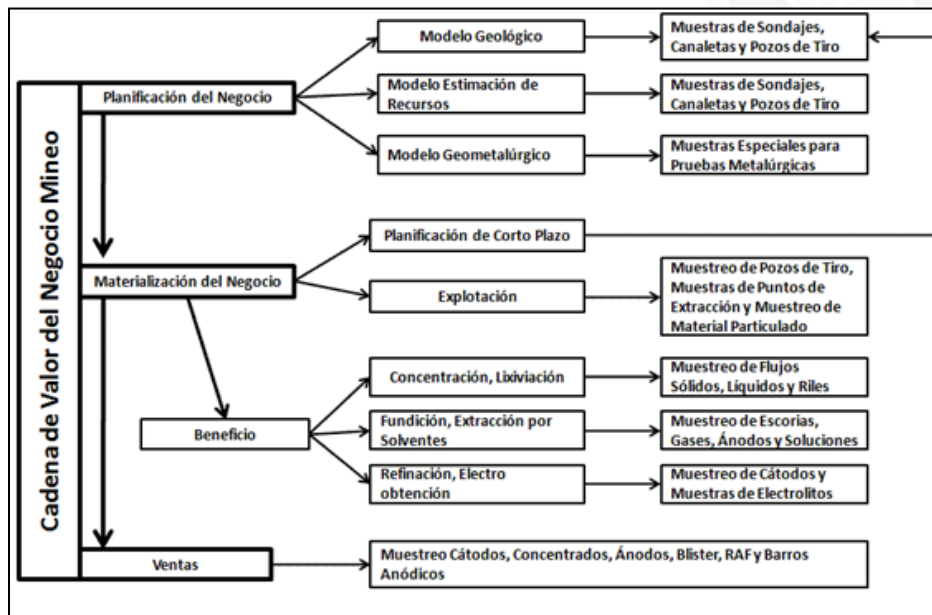 Cadena de Valor del Negocio Mineo
Planificación del Negocio
Modelo Geológico
Muestras de Sondajes,
Canaletas y Pozos de Tiro
Modelo Estimación de
Recursos
Muestras de Sondajes,
Canaletas y Pozos de Tiro
Modelo Geometalúrgico
Muestras Especiales para
Pruebas Metalúrgicas
Materialización del Negocio
Planificación de Corto Plazo
Explotación
Muestreo de Pozos de Tiro,
Muestras de Puntos de
Extracción y Muestreo de
Material Particulado
Beneficio
Concentración, Lixiviación
Muestreo de Flujos
Sólidos, Líquidos y Riles
Fundición, Extracción por
Solventes
Muestreo de Escorias,
Gases, Ánodos y Soluciones
Refinación, Electro
obtención
Muestreo de Cátodos y
Muestras de Electrolitos
Ventas
Muestreo Cátodos, Concentrados, Ánodos, Blister, RAF y Barros
Anódicos